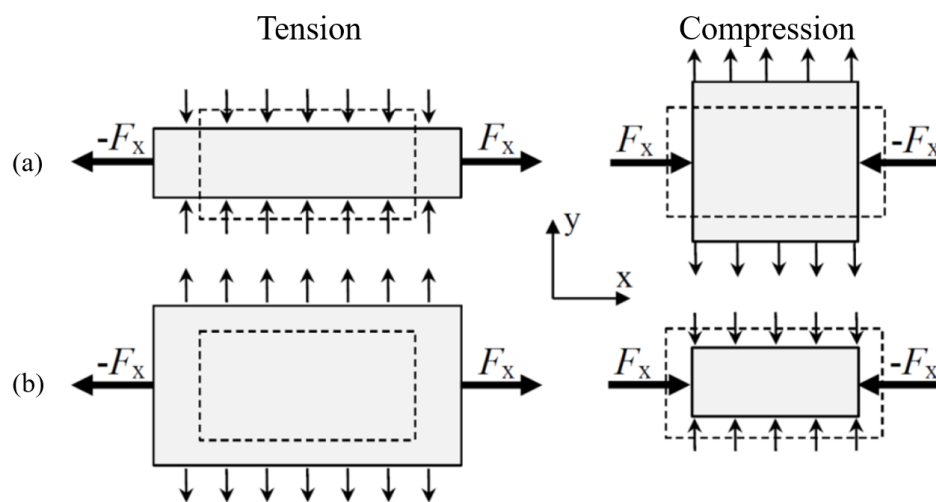 Tension
Compression
(a)
-Fx
Fx
Fx
-Fx
y
x
(b)
-Fx
Fx
Fx
-Fx